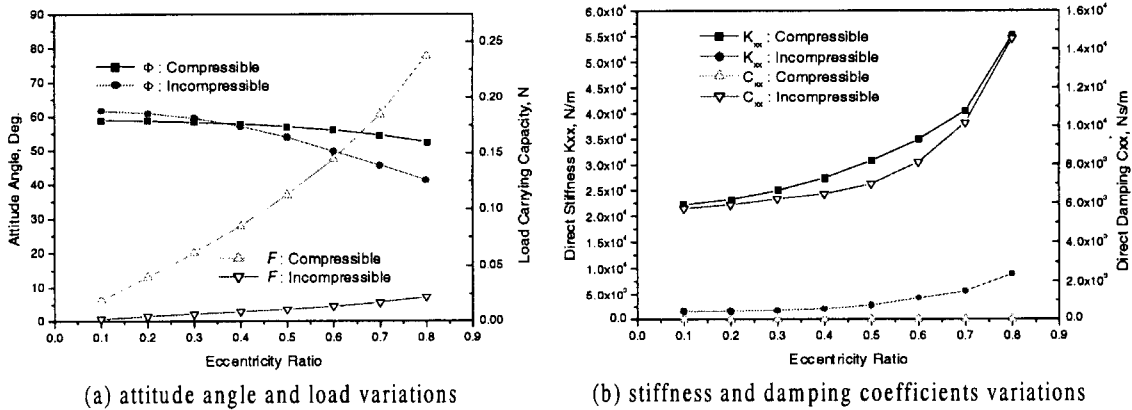 90
80
70
60
50
40
30
20
10
0
Attitude Angle, Deg.
Φ : Compressible
Φ : Incompressible
F : Compressible
F : Incompressible
0.25
0.20
0.15
0.10
0.05
0.00
Load Carrying Capacity, N
0.0 0.1 0.2 0.3 0.4 0.5 0.6 0.7 0.8 0.9
Eccentricity Ratio
(a) attitude angle and load variations
6.0x10⁴
5.5x10⁴
5.0x10⁴
4.5x10⁴
4.0x10⁴
3.5x10⁴
3.0x10⁴
2.5x10⁴
2.0x10⁴
1.5x10⁴
1.0x10⁴
5.0x10³
0.0
Direct Stiffness Kxx, N/m
Kxx : Compressible
Kxx : Incompressible
Cxx : Compressible
Cxx : Incompressible
1.6x10⁴
1.4x10⁴
1.2x10⁴
1.0x10⁴
8.0x10³
6.0x10³
4.0x10³
2.0x10³
0.0
Direct Damping Cxx, Ns/m
0.0 0.1 0.2 0.3 0.4 0.5 0.6 0.7 0.8 0.9
Eccentricity Ratio
(b) stiffness and damping coefficients variations